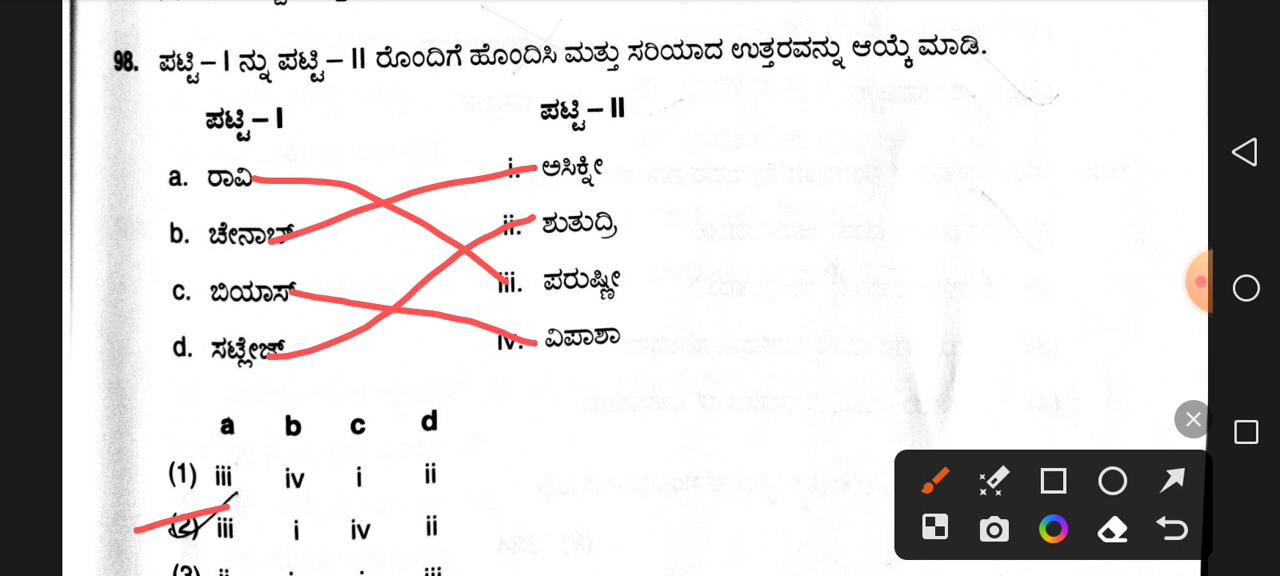 98. ಪಟ್ಟಿ – I ನ್ನು ಪಟ್ಟಿ – II ರೊಂದಿಗೆ ಹೊಂದಿಸಿ ಮತ್ತು ಸರಿಯಾದ ಉತ್ತರವನ್ನು ಆಯ್ಕೆ ಮಾಡಿ.
ಪಟ್ಟಿ – I ಪಟ್ಟಿ – II
a. ರಾವಿ i. ಅಸಿಕ್ನೀ
b. ಚೇನಾಬ್ ii. ಶುತುದ್ರಿ
c. ಬಿಯಾಸ್ iii. ಪರುಷ್ಣೀ
d. ಸಟ್ಲೇಜ್ iv. ವಿಪಾಶಾ
a b c d
(1) iii iv i ii
(2) iii i iv ii